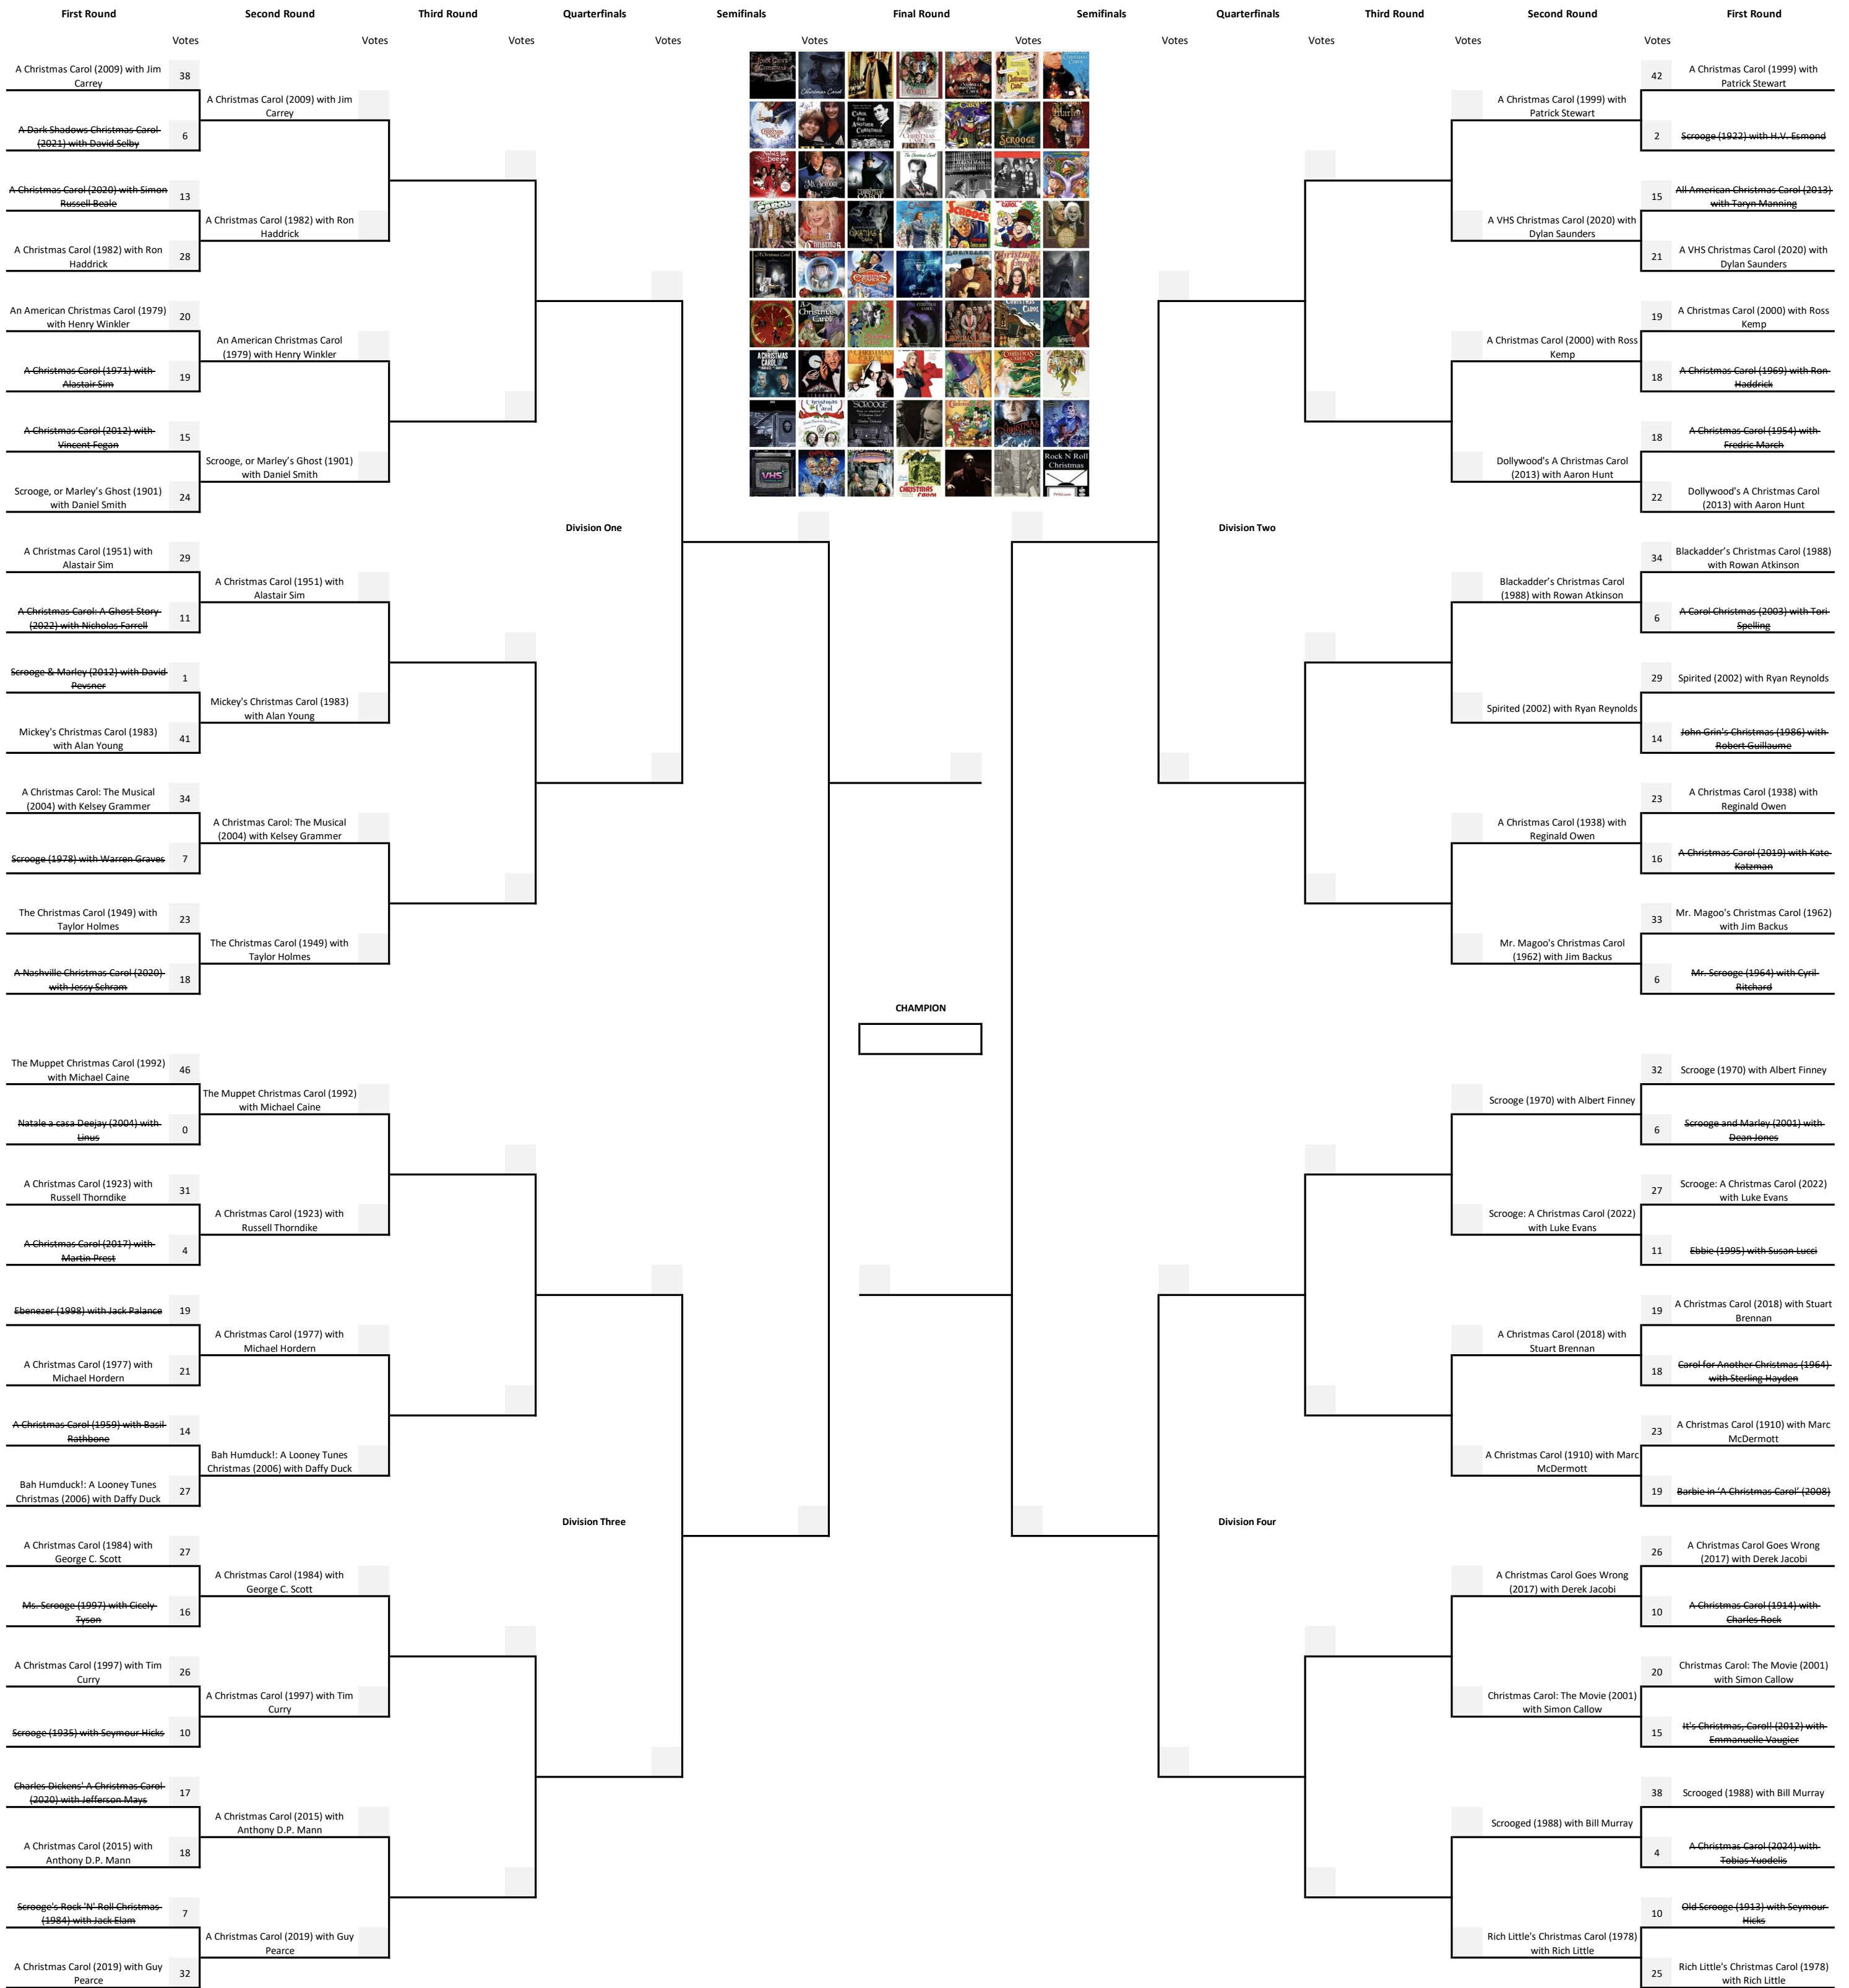 First Round
Second Round
Third Round
Quarterfinals
Semifinals
Final Round
Semifinals
Quarterfinals
Third Round
Second Round
First Round
Votes
Votes
Votes
Votes
Votes
Votes
Votes
Votes
Votes
Votes
A Christmas Carol (2009) with Jim
Carrey
38
A Dark Shadows Christmas Carol
(2021) with David Selby
6
A Christmas Carol (2020) with Simon
Russell Beale
13
A Christmas Carol (1982) with Ron
Haddrick
28
An American Christmas Carol (1979)
with Henry Winkler
20
A Christmas Carol (1971) with
Alastair Sim
19
A Christmas Carol (2012) with
Vincent Fegan
15
Scrooge, or Marley's Ghost (1901)
with Daniel Smith
24
A Christmas Carol (1951) with
Alastair Sim
29
A Christmas Carol: A Ghost Story
(2022) with Nicholas Farrell
11
Scrooge & Marley (2012) with David
Pevsner
1
Mickey's Christmas Carol (1983)
with Alan Young
41
A Christmas Carol: The Musical
(2004) with Kelsey Grammer
34
Scrooge (1978) with Warren Graves
7
The Christmas Carol (1949) with
Taylor Holmes
23
A Nashville Christmas Carol (2020)
with Jessy Schram
18
The Muppet Christmas Carol (1992)
with Michael Caine
46
Natale a casa Deejay (2004) with
Linus
0
A Christmas Carol (1923) with
Russell Thorndike
31
A Christmas Carol (2017) with
Martin Prest
4
Ebenezer (1998) with Jack Palance
19
A Christmas Carol (1977) with
Michael Hordern
21
A Christmas Carol (1959) with Basil
Rathbone
14
Bah Humduck!: A Looney Tunes
Christmas (2006) with Daffy Duck
27
A Christmas Carol (1984) with
George C. Scott
27
Ms. Scrooge (1997) with Cicely
Tyson
16
A Christmas Carol (1997) with Tim
Curry
26
Scrooge (1935) with Seymour Hicks
10
Charles Dickens' A Christmas Carol
(2020) with Jefferson Mays
17
A Christmas Carol (2015) with
Anthony D.P. Mann
18
Scrooge's Rock 'N' Roll Christmas
(1984) with Jack Elam
7
A Christmas Carol (2019) with Guy
Pearce
32
A Christmas Carol (2009) with Jim
Carrey
A Christmas Carol (1982) with Ron
Haddrick
An American Christmas Carol
(1979) with Henry Winkler
Scrooge, or Marley's Ghost (1901)
with Daniel Smith
A Christmas Carol (1951) with
Alastair Sim
Mickey's Christmas Carol (1983)
with Alan Young
A Christmas Carol: The Musical
(2004) with Kelsey Grammer
The Christmas Carol (1949) with
Taylor Holmes
The Muppet Christmas Carol (1992)
with Michael Caine
A Christmas Carol (1923) with
Russell Thorndike
A Christmas Carol (1977) with
Michael Hordern
Bah Humduck!: A Looney Tunes
Christmas (2006) with Daffy Duck
A Christmas Carol (1984) with
George C. Scott
A Christmas Carol (1997) with Tim
Curry
A Christmas Carol (2015) with
Anthony D.P. Mann
A Christmas Carol (2019) with Guy
Pearce
Division One
Division Three
SCROOGE
VHS
Rock N Roll
Christmas
CHAMPION
Division Two
Division Four
A Christmas Carol (1999) with
Patrick Stewart
A VHS Christmas Carol (2020) with
Dylan Saunders
A Christmas Carol (2000) with Ross
Kemp
Dollywood's A Christmas Carol
(2013) with Aaron Hunt
Blackadder's Christmas Carol
(1988) with Rowan Atkinson
Spirited (2002) with Ryan Reynolds
A Christmas Carol (1938) with
Reginald Owen
Mr. Magoo's Christmas Carol
(1962) with Jim Backus
Scrooge (1970) with Albert Finney
Scrooge: A Christmas Carol (2022)
with Luke Evans
A Christmas Carol (2018) with
Stuart Brennan
A Christmas Carol (1910) with Marc
McDermott
A Christmas Carol Goes Wrong
(2017) with Derek Jacobi
Christmas Carol: The Movie (2001)
with Simon Callow
Scrooged (1988) with Bill Murray
Rich Little's Christmas Carol (1978)
with Rich Little
42
A Christmas Carol (1999) with
Patrick Stewart
2
Scrooge (1922) with H.V. Esmond
15
All American Christmas Carol (2013)
with Taryn Manning
21
A VHS Christmas Carol (2020) with
Dylan Saunders
19
A Christmas Carol (2000) with Ross
Kemp
18
A Christmas Carol (1969) with Ron
Haddrick
18
A Christmas Carol (1954) with
Fredric March
22
Dollywood's A Christmas Carol
(2013) with Aaron Hunt
34
Blackadder's Christmas Carol (1988)
with Rowan Atkinson
6
A Carol Christmas (2003) with Tori
Spelling
29
Spirited (2002) with Ryan Reynolds
14
John Grin's Christmas (1986) with
Robert Guillaume
23
A Christmas Carol (1938) with
Reginald Owen
16
A Christmas Carol (2019) with Kate
Katzman
33
Mr. Magoo's Christmas Carol (1962)
with Jim Backus
6
Mr. Scrooge (1964) with Cyril
Ritchard
32
Scrooge (1970) with Albert Finney
6
Scrooge and Marley (2001) with
Dean Jones
27
Scrooge: A Christmas Carol (2022)
with Luke Evans
11
Ebbie (1995) with Susan Lucci
19
A Christmas Carol (2018) with Stuart
Brennan
18
Carol for Another Christmas (1964)
with Sterling Hayden
23
A Christmas Carol (1910) with Marc
McDermott
19
Barbie in 'A Christmas Carol' (2008)
26
A Christmas Carol Goes Wrong
(2017) with Derek Jacobi
10
A Christmas Carol (1914) with
Charles Rock
20
Christmas Carol: The Movie (2001)
with Simon Callow
15
It's Christmas, Carol! (2012) with
Emmanuelle Vaugier
38
Scrooged (1988) with Bill Murray
4
A Christmas Carol (2024) with
Tobias Yuodelis
10
Old Scrooge (1913) with Seymour
Hicks
25
Rich Little's Christmas Carol (1978)
with Rich Little